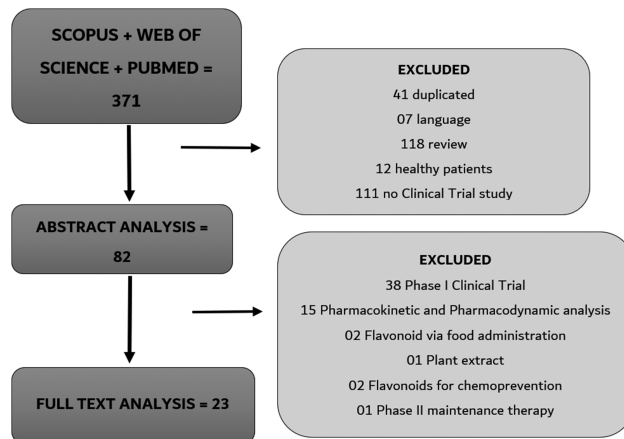 SCOPUS + WEB OF
SCIENCE + PUBMED =
371
EXCLUDED
41 duplicated
07 language
118 review
12 healthy patients
111 no Clinical Trial study
ABSTRACT ANALYSIS =
82
EXCLUDED
38 Phase I Clinical Trial
15 Pharmacokinetic and Pharmacodynamic analysis
02 Flavonoid via food administration
01 Plant extract
02 Flavonoids for chemoprevention
01 Phase II maintenance therapy
FULL TEXT ANALYSIS = 23